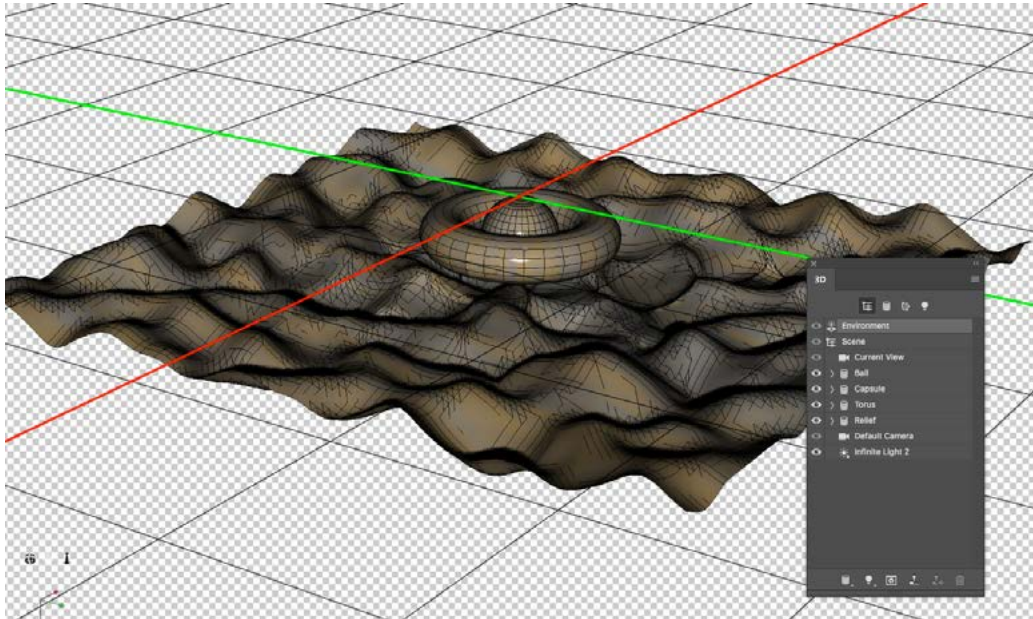 3D
Environment
Scene
Current View
Ball
Capsule
Torus
Relief
Default Camera
Infinite Light 2